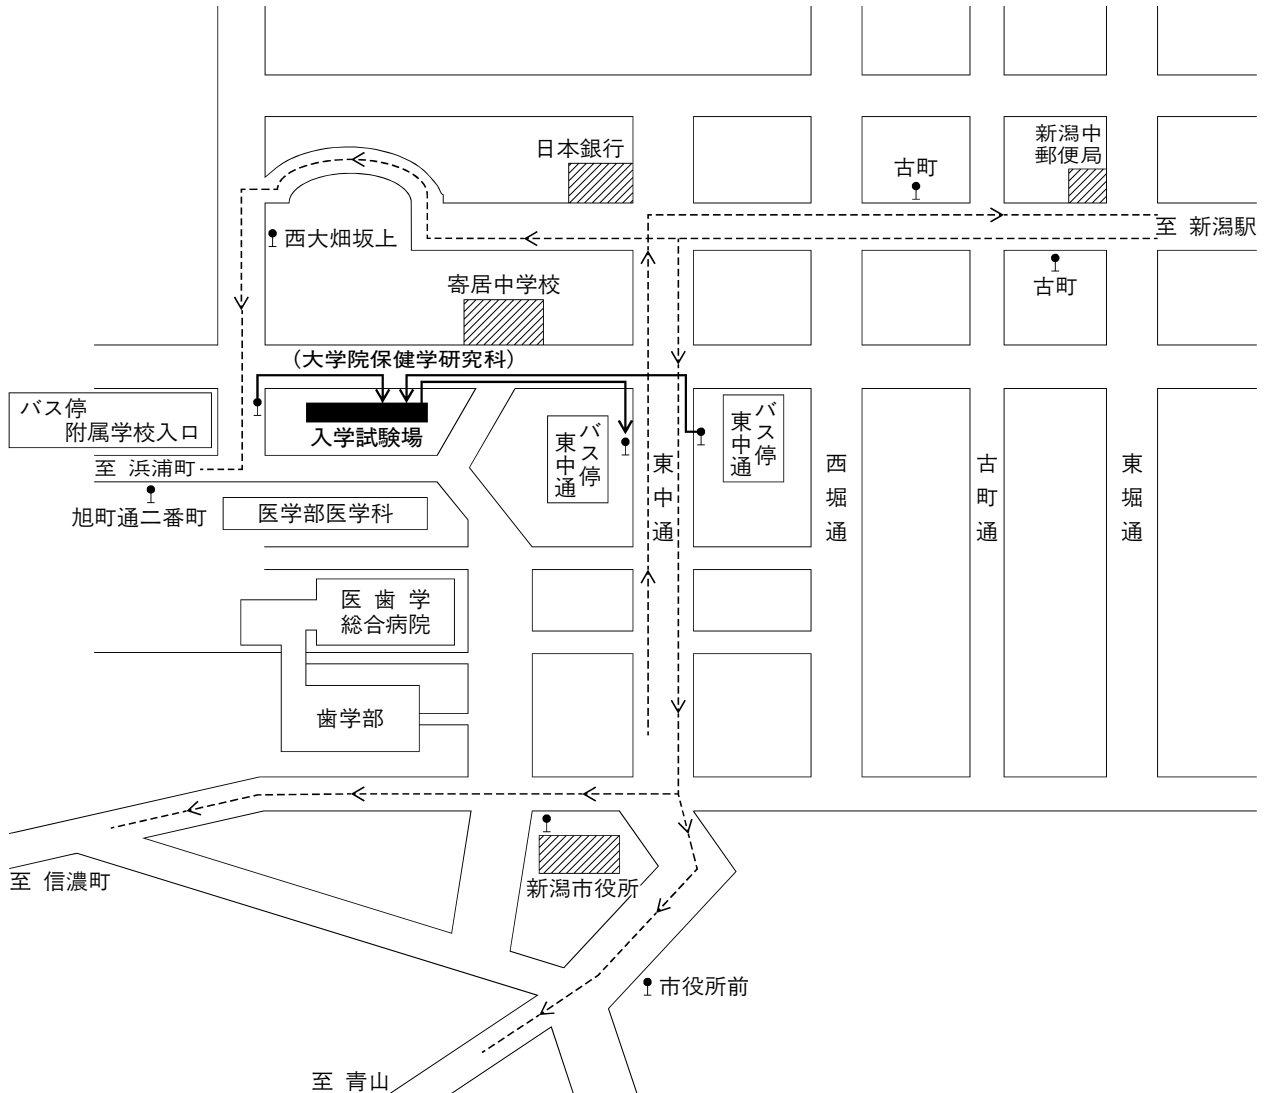 新潟中
郵便局
日本銀行
古町
至 新潟駅
西大畑坂上
寄居中学校
古町
(大学院保健学研究科)
バス停
附属学校入口
入学試験場
バス停
東中通
東中通
バス停
東中通
西堀通
古町通
東堀通
至 浜浦町
旭町通二番町
医学部医学科
医歯学
総合病院
歯学部
至 信濃町
新潟市役所
市役所前
至 青山